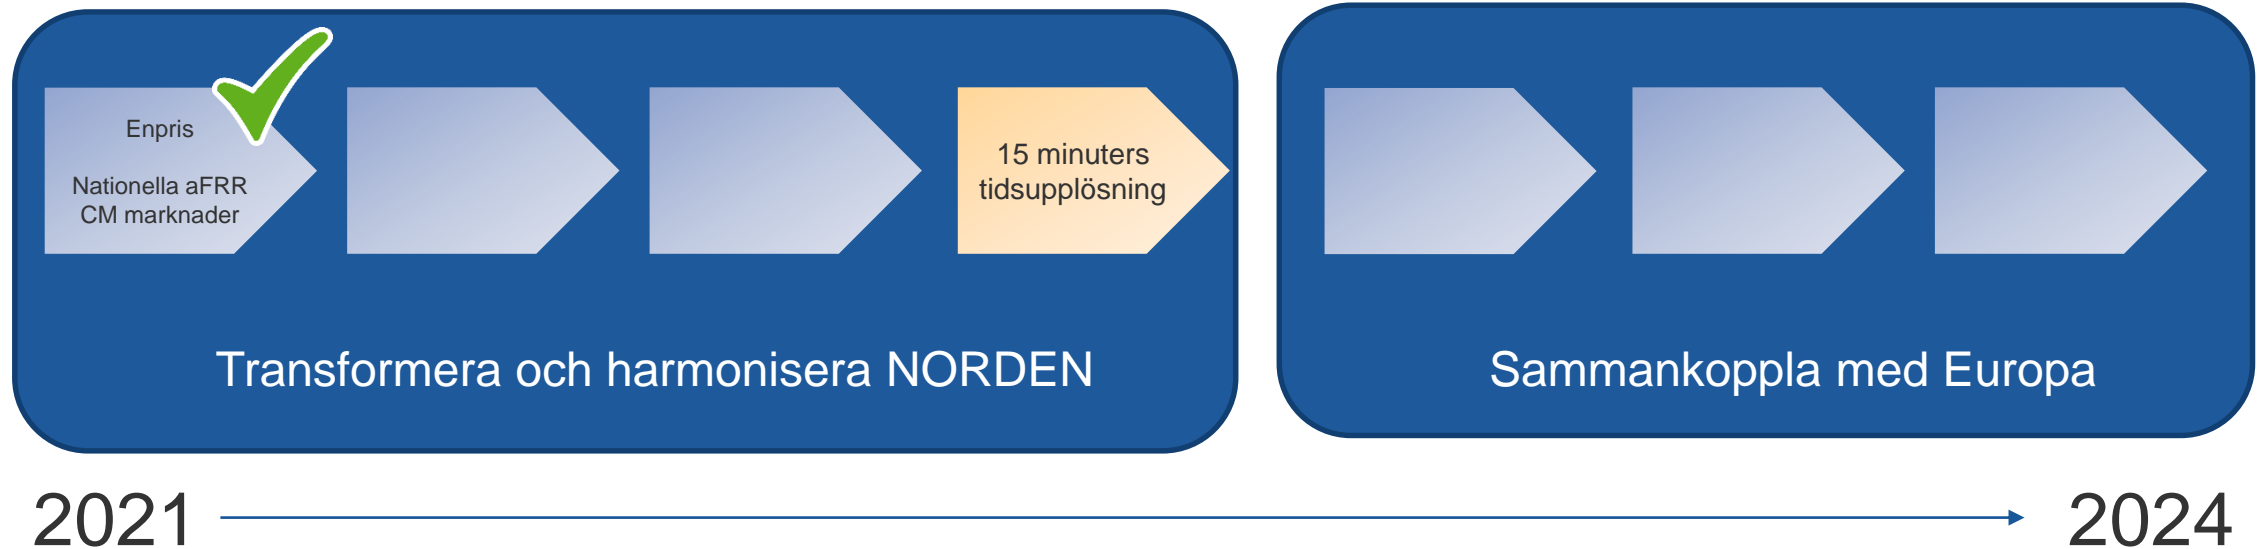 Enpris
Nationella aFRR
CM marknader
15 minuters
tidsupplösning
Transformera och harmonisera NORDEN
Sammankoppla med Europa
2021
2024